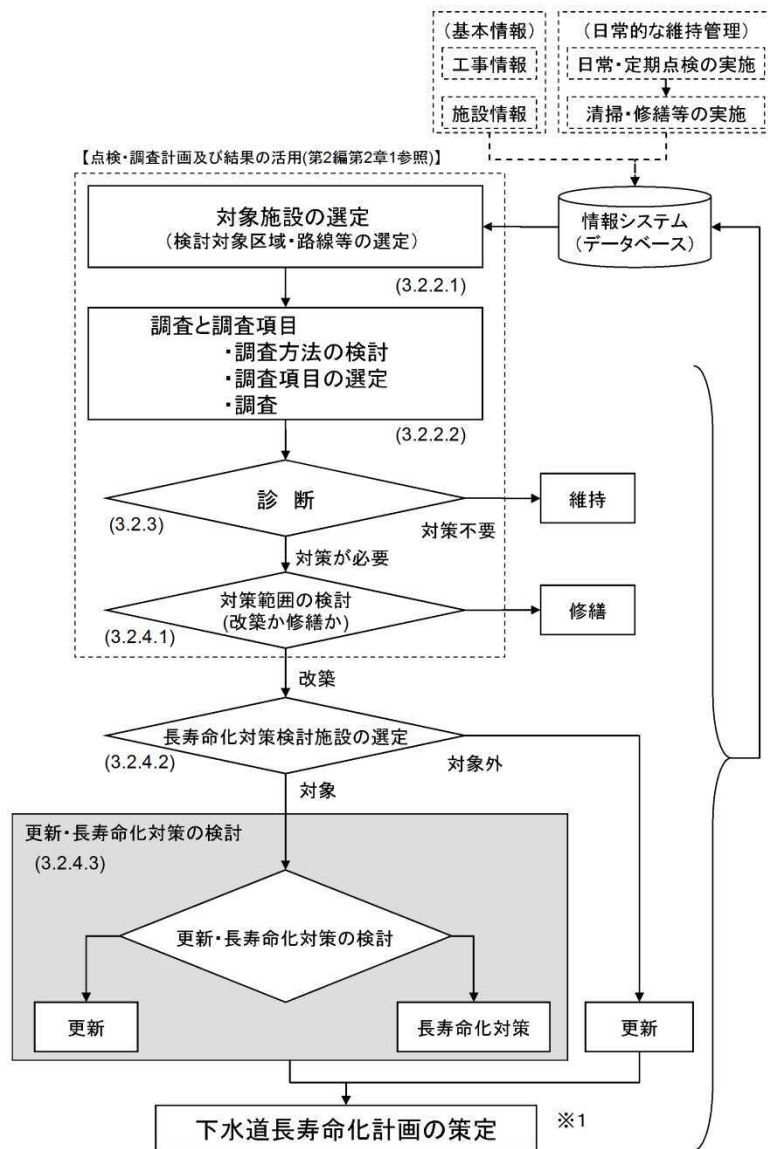 （基本情報）
工事情報
施設情報
（日常的な維持管理）
日常・定期点検の実施
清掃・修繕等の実施
【点検・調査計画及び結果の活用(第2編第2章1参照)】
対象施設の選定
（検討対象区域・路線等の選定）
情報システム
（データベース）
(3.2.2.1)
調査と調査項目
・調査方法の検討
・調査項目の選定
・調査
(3.2.2.2)
診 断
(3.2.3)
対策不要
維持
対策が必要
対策範囲の検討
(改築か修繕か)
(3.2.4.1)
修繕
改築
長寿命化対策検討施設の選定
(3.2.4.2)
対象外
対象
更新・長寿命化対策の検討
(3.2.4.3)
更新・長寿命化対策の検討
更新
長寿命化対策
更新
下水道長寿命化計画の策定
※1